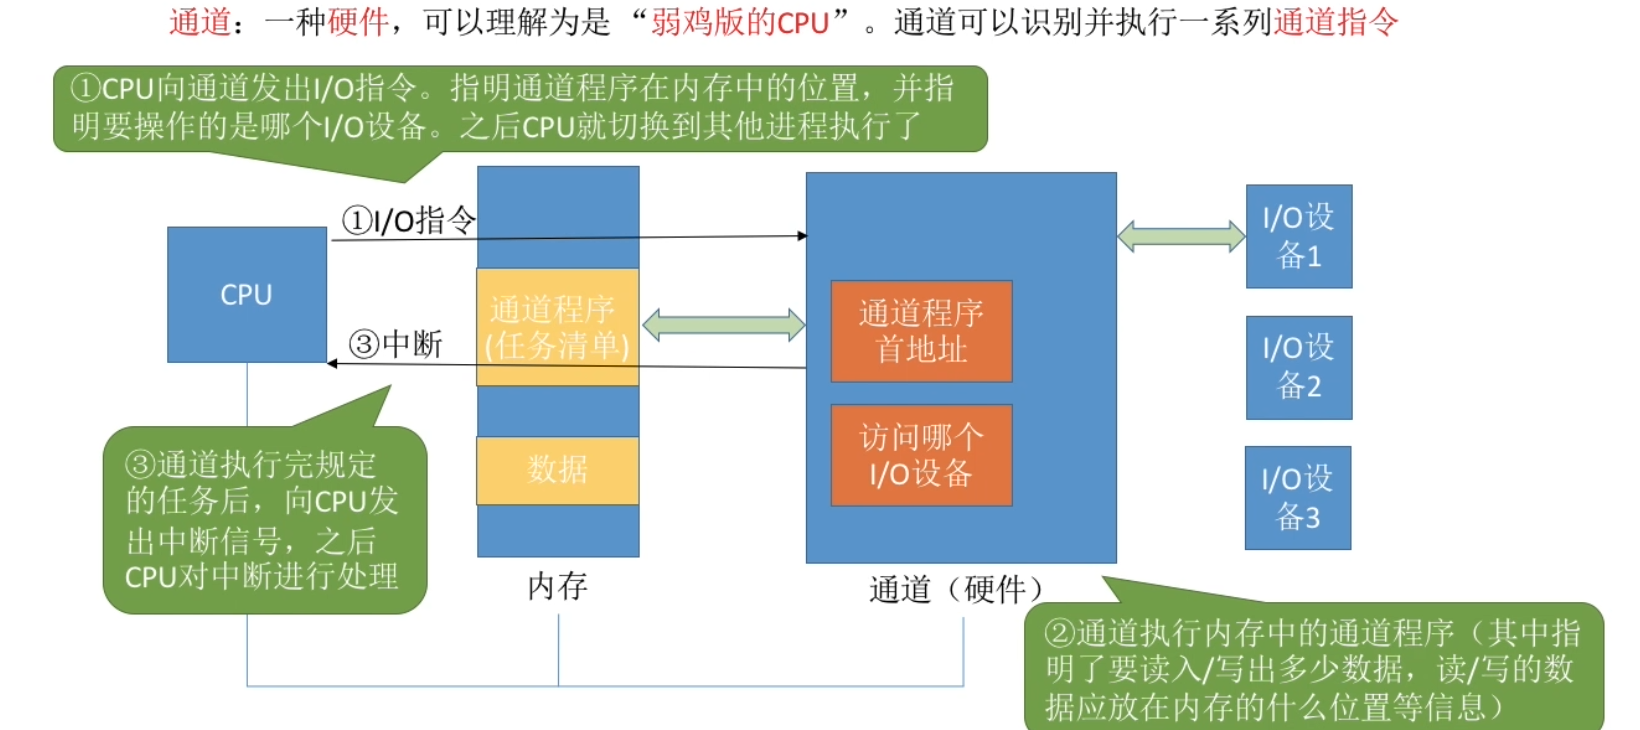 通道：一种硬件，可以理解为是 “弱鸡版的CPU”。通道可以识别并执行一系列通道指令
①CPU向通道发出I/O指令。指明通道程序在内存中的位置，并指
明要操作的是哪个I/O设备。之后CPU就切换到其他进程执行了
①I/O指令
CPU
通道程序
(任务清单)
③中断
数据
内存
通道程序
首地址
访问哪个
I/O设备
通道（硬件）
I/O设
备1
I/O设
备2
I/O设
备3
③通道执行完规定
的任务后，向CPU发
出中断信号，之后
CPU对中断进行处理
②通道执行内存中的通道程序（其中指
明了要读入/写出多少数据，读/写的数
据应放在内存的什么位置等信息）